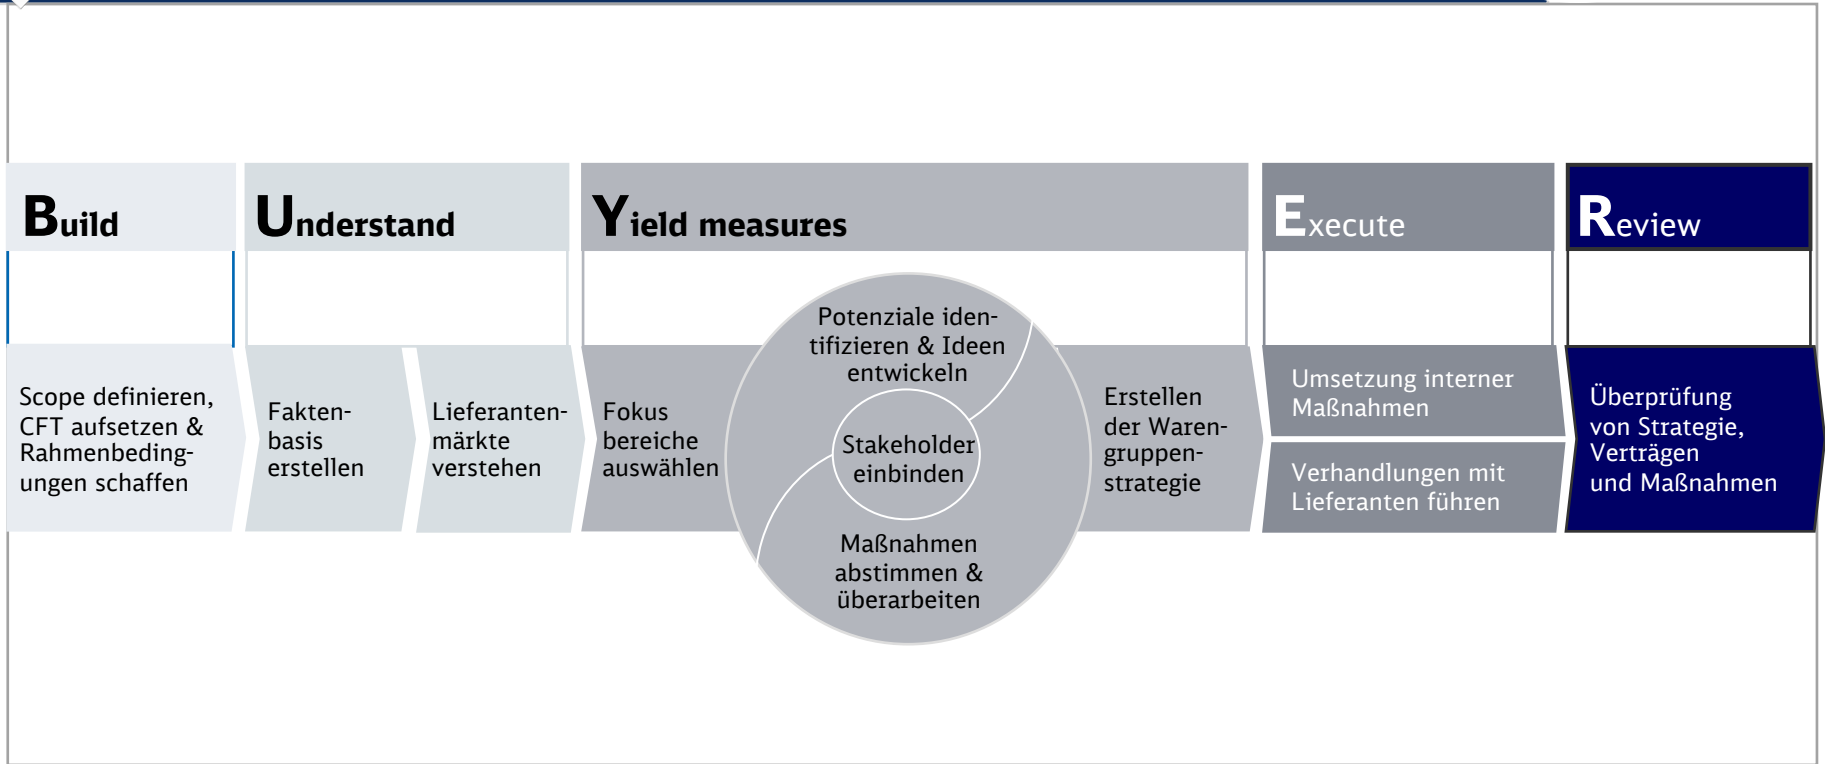 Build
Understand
Yield measures
Execute
Review
Scope definieren,
CFT aufsetzen &
Rahmenbeding-
ungen schaffen
Fakten-
basis
erstellen
Lieferanten-
märkte
verstehen
Fokus
bereiche
auswählen
Potenziale iden-
tifizieren & Ideen
entwickeln
Stakeholder
einbinden
Maßnahmen
abstimmen &
überarbeiten
Erstellen
der Waren-
gruppen-
strategie
Umsetzung interner
Maßnahmen
Verhandlungen mit
Lieferanten führen
Überprüfung
von Strategie,
Verträgen
und Maßnahmen